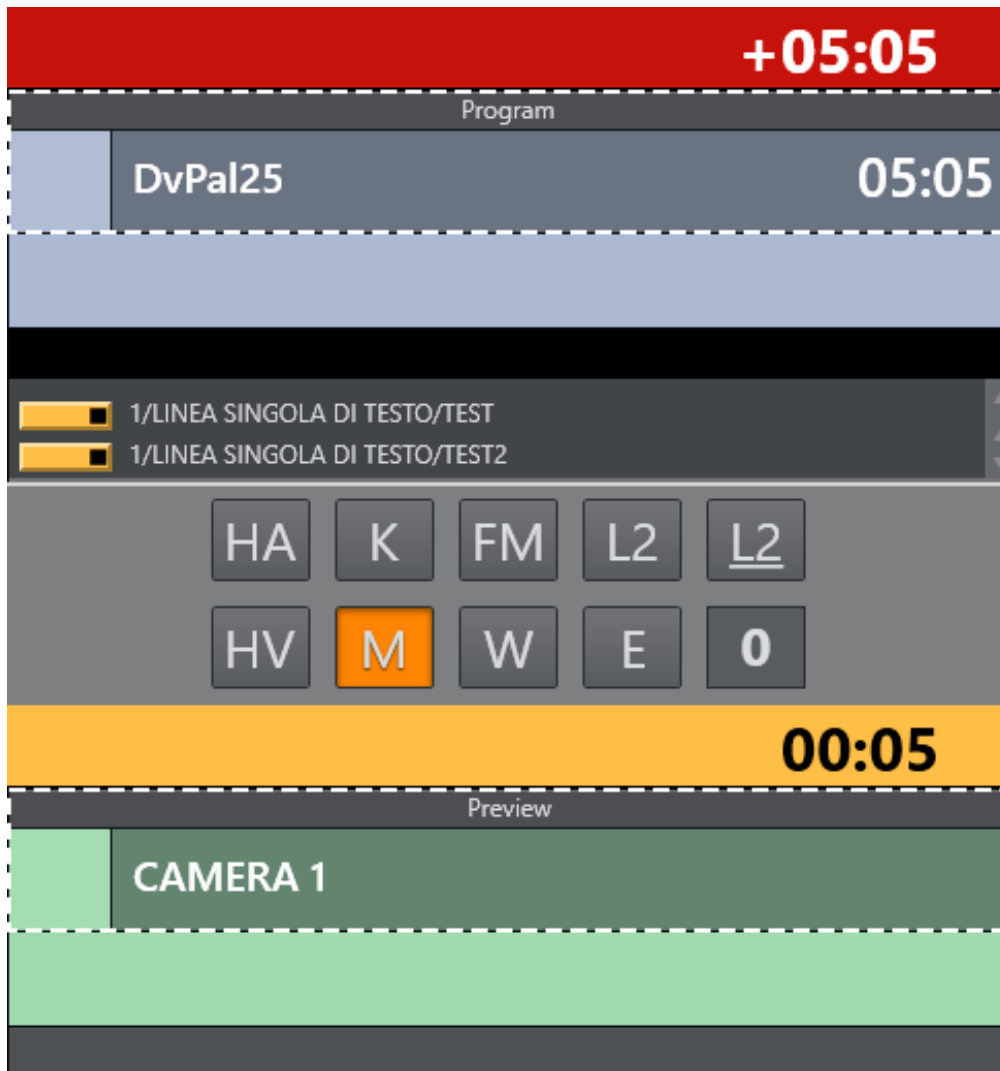 +05:05
Program
DvPal25 05:05
1/LINEA SINGOLA DI TESTO/TEST
1/LINEA SINGOLA DI TESTO/TEST2
HA K FM L2 L2
HV M W E 0
00:05
Preview
CAMERA 1